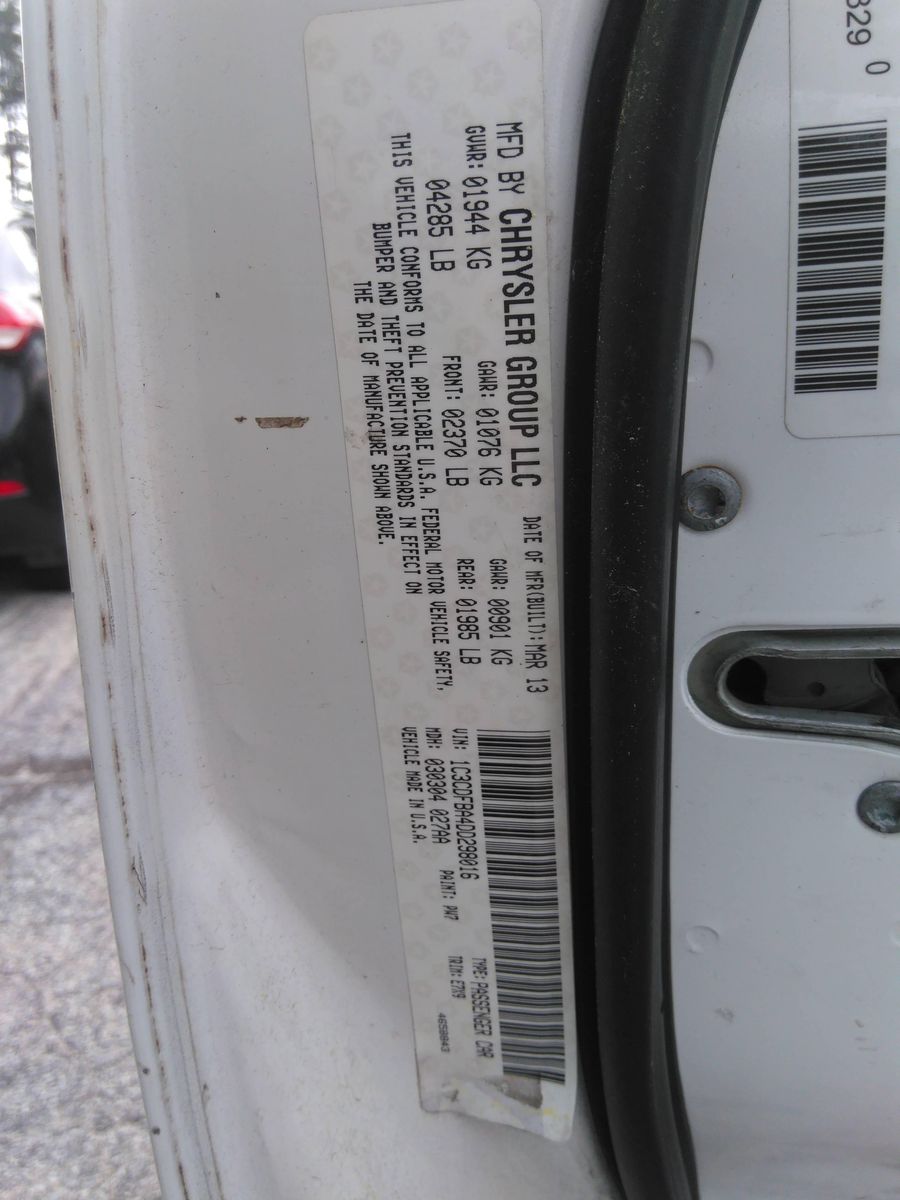 MFD BY CHRYSLER GROUP LLC DATE OF MFR(BUILT): MAR 13
GVWR: 01944 KG GAWR: 01076 KG GAWR: 00901 KG
04285 LB FRONT: 02370 LB REAR: 01985 LB
THIS VEHICLE CONFORMS TO ALL APPLICABLE U.S.A. FEDERAL MOTOR VEHICLE SAFETY,
BUMPER AND THEFT PREVENTION STANDARDS IN EFFECT ON
THE DATE OF MANUFACTURE SHOWN ABOVE.
VIN: 1C3CDFBA4DD298016 TYPE: PASSENGER CAR
MDH: 030304 027AA PAINT: PW7 TRIM: E7X9
VEHICLE MADE IN U.S.A. 4658843
329 0